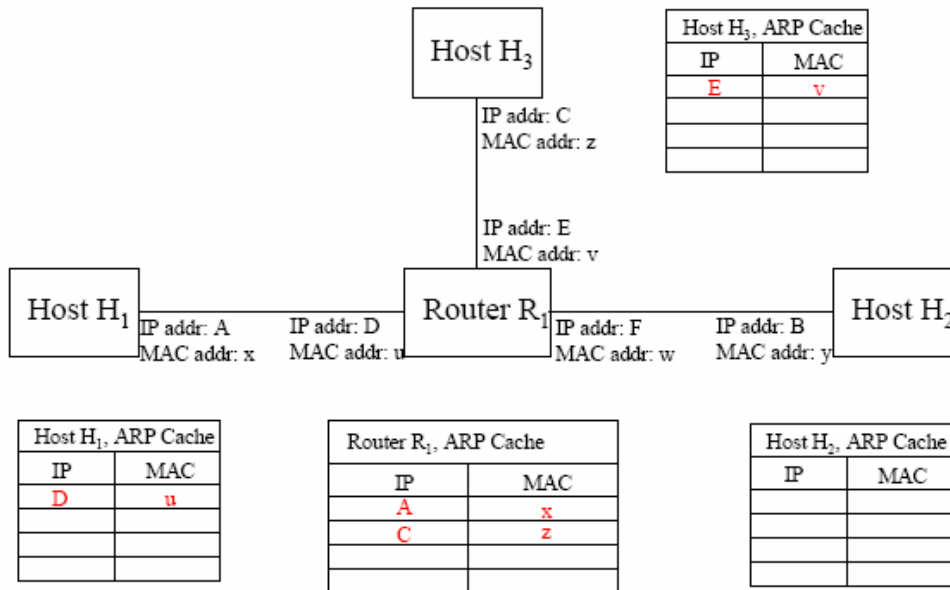 Host H₃
IP addr: C
MAC addr: z
Host H₃, ARP Cache
IP MAC
E v
IP addr: E
MAC addr: v
Host H₁
IP addr: A
MAC addr: x
IP addr: D
MAC addr: u
Router R₁
IP addr: F
MAC addr: w
IP addr: B
MAC addr: y
Host H₂
Host H₁, ARP Cache
IP MAC
D u
Router R₁, ARP Cache
IP MAC
A x
C z
Host H₂, ARP Cache
IP MAC